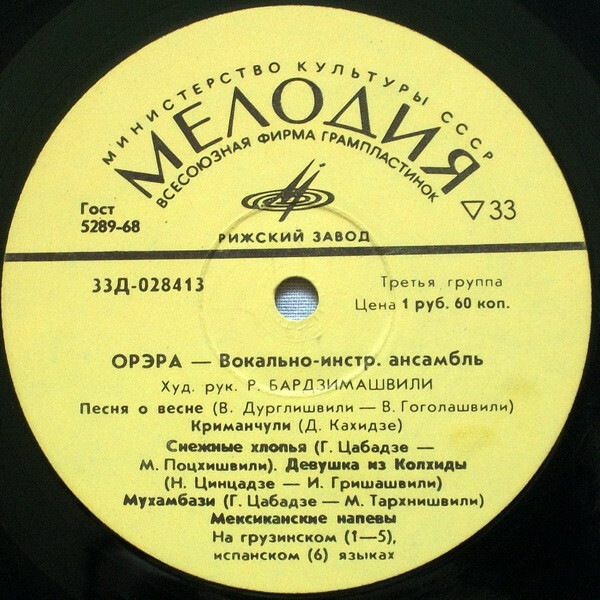 МИНИСТЕРСТВО КУЛЬТУРЫ СССР
МЕЛОДИЯ
ВСЕСОЮЗНАЯ ФИРМА ГРАМПЛАСТИНОК
Гост
5289-68
▽33
РИЖСКИЙ ЗАВОД
33Д-028413
Третья группа
Цена 1 руб. 60 коп.
ОРЭРА — Вокально-инстр. ансамбль
Худ. рук. Р. БАРДЗИМАШВИЛИ
Песня о весне (В. Дурглишвили — В. Гоголашвили)
Криманчули (Д. Кахидзе)
Снежные хлопья (Г. Цабадзе —
М. Поцхишвили). Девушка из Колхиды
(Н. Цинцадзе — И. Гришашвили)
Мухамбази (Г. Цабадзе — М. Тархнишвили)
Мексиканские напевы
На грузинском (1—5),
испанском (6) языках